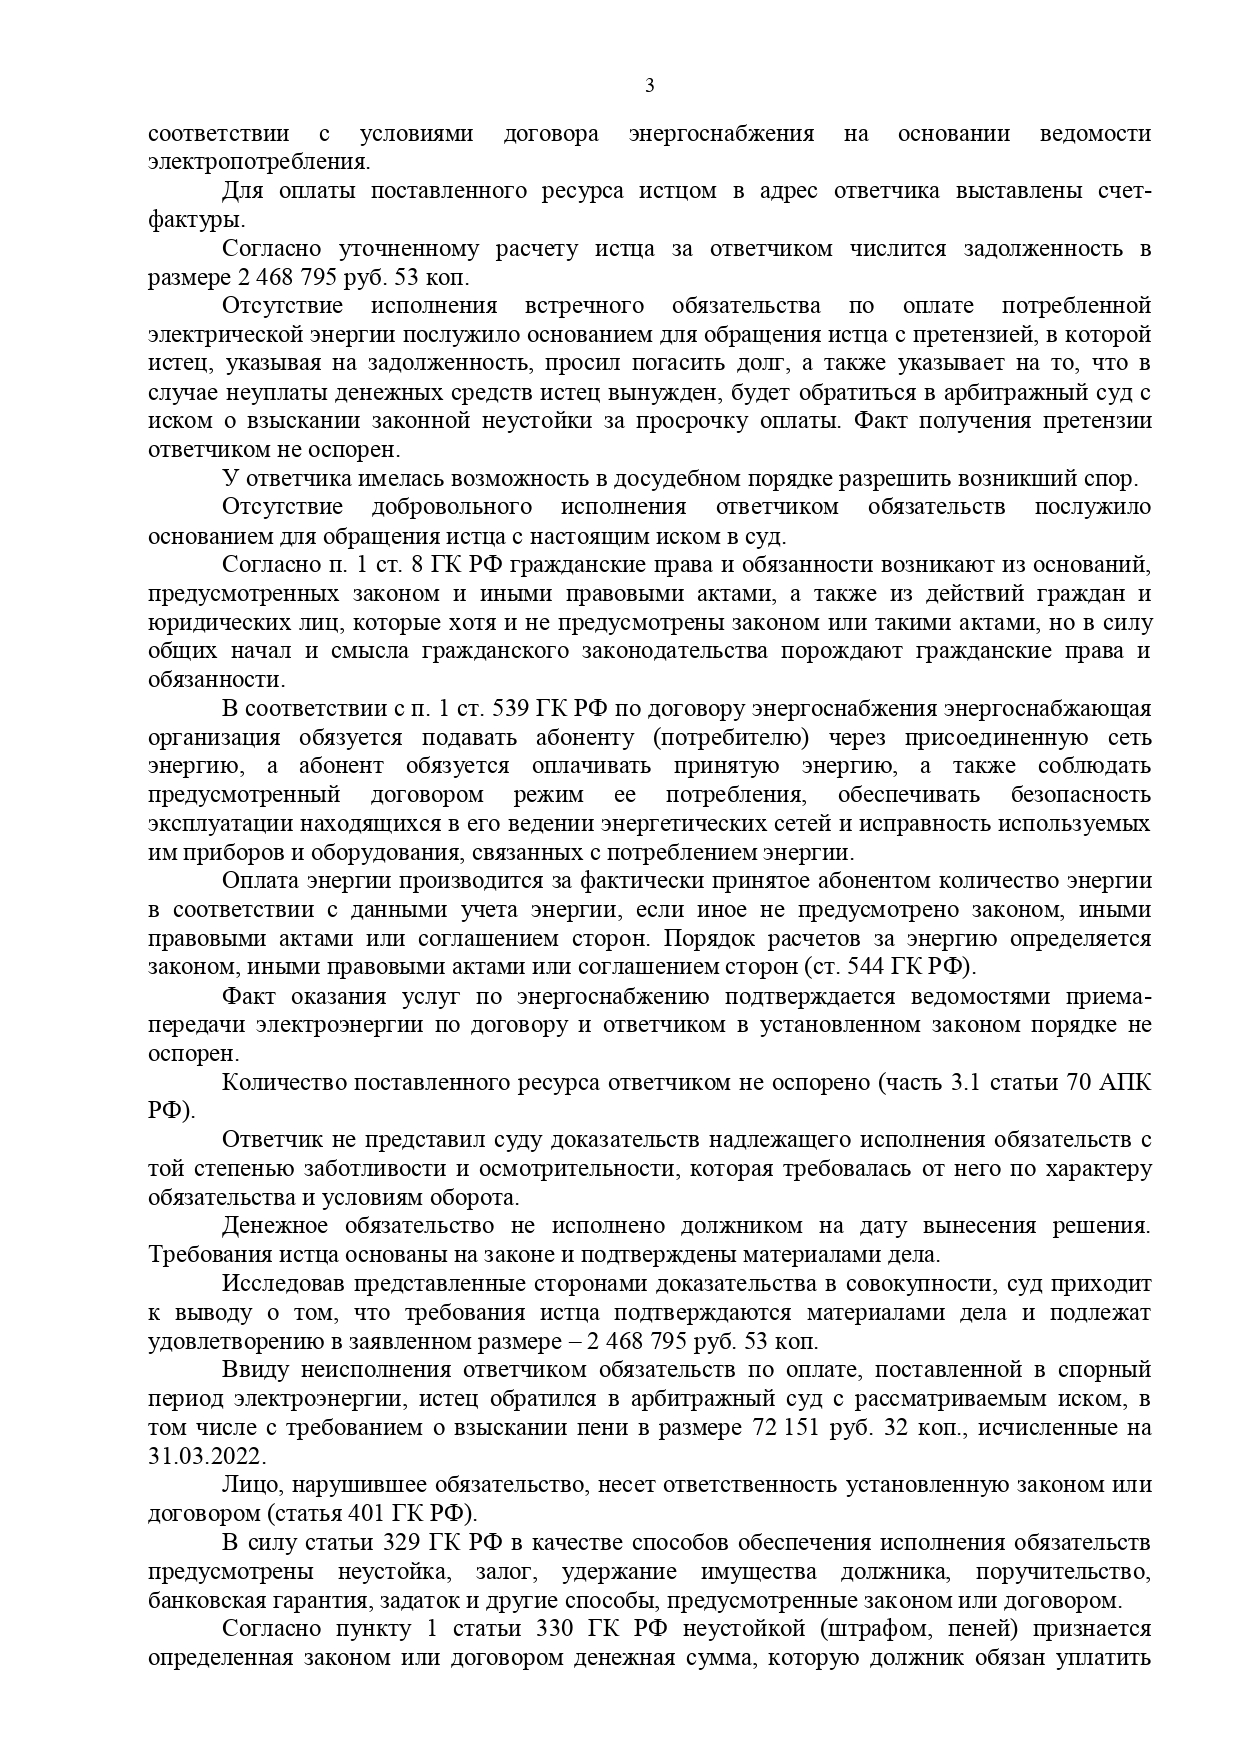 3
соответствии с условиями договора энергоснабжения на основании ведомости
электропотребления.
Для оплаты поставленного ресурса истцом в адрес ответчика выставлены счет-
фактуры.
Согласно уточненному расчету истца за ответчиком числится задолженность в
размере 2 468 795 руб. 53 коп.
Отсутствие исполнения встречного обязательства по оплате потребленной
электрической энергии послужило основанием для обращения истца с претензией, в которой
истец, указывая на задолженность, просил погасить долг, а также указывает на то, что в
случае неуплаты денежных средств истец вынужден, будет обратиться в арбитражный суд с
иском о взыскании законной неустойки за просрочку оплаты. Факт получения претензии
ответчиком не оспорен.
У ответчика имелась возможность в досудебном порядке разрешить возникший спор.
Отсутствие добровольного исполнения ответчиком обязательств послужило
основанием для обращения истца с настоящим иском в суд.
Согласно п. 1 ст. 8 ГК РФ гражданские права и обязанности возникают из оснований,
предусмотренных законом и иными правовыми актами, а также из действий граждан и
юридических лиц, которые хотя и не предусмотрены законом или такими актами, но в силу
общих начал и смысла гражданского законодательства порождают гражданские права и
обязанности.
В соответствии с п. 1 ст. 539 ГК РФ по договору энергоснабжения энергоснабжающая
организация обязуется подавать абоненту (потребителю) через присоединенную сеть
энергию, а абонент обязуется оплачивать принятую энергию, а также соблюдать
предусмотренный договором режим ее потребления, обеспечивать безопасность
эксплуатации находящихся в его ведении энергетических сетей и исправность используемых
им приборов и оборудования, связанных с потреблением энергии.
Оплата энергии производится за фактически принятое абонентом количество энергии
в соответствии с данными учета энергии, если иное не предусмотрено законом, иными
правовыми актами или соглашением сторон. Порядок расчетов за энергию определяется
законом, иными правовыми актами или соглашением сторон (ст. 544 ГК РФ).
Факт оказания услуг по энергоснабжению подтверждается ведомостями приема-
передачи электроэнергии по договору и ответчиком в установленном законом порядке не
оспорен.
Количество поставленного ресурса ответчиком не оспорено (часть 3.1 статьи 70 АПК
РФ).
Ответчик не представил суду доказательств надлежащего исполнения обязательств с
той степенью заботливости и осмотрительности, которая требовалась от него по характеру
обязательства и условиям оборота.
Денежное обязательство не исполнено должником на дату вынесения решения.
Требования истца основаны на законе и подтверждены материалами дела.
Исследовав представленные сторонами доказательства в совокупности, суд приходит
к выводу о том, что требования истца подтверждаются материалами дела и подлежат
удовлетворению в заявленном размере – 2 468 795 руб. 53 коп.
Ввиду неисполнения ответчиком обязательств по оплате, поставленной в спорный
период электроэнергии, истец обратился в арбитражный суд с рассматриваемым иском, в
том числе с требованием о взыскании пени в размере 72 151 руб. 32 коп., исчисленные на
31.03.2022.
Лицо, нарушившее обязательство, несет ответственность установленную законом или
договором (статья 401 ГК РФ).
В силу статьи 329 ГК РФ в качестве способов обеспечения исполнения обязательств
предусмотрены неустойка, залог, удержание имущества должника, поручительство,
банковская гарантия, задаток и другие способы, предусмотренные законом или договором.
Согласно пункту 1 статьи 330 ГК РФ неустойкой (штрафом, пеней) признается
определенная законом или договором денежная сумма, которую должник обязан уплатить